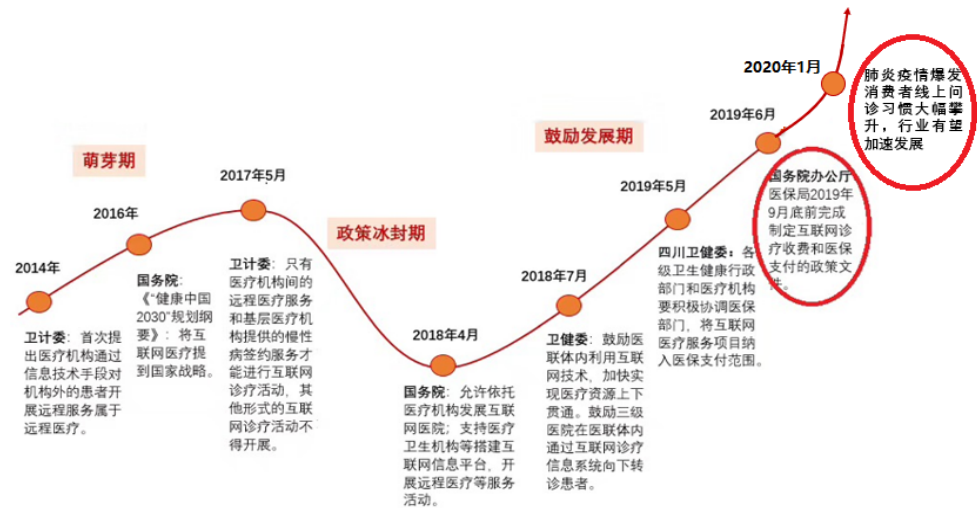 萌芽期
2014年
卫计委：首次提
出医疗机构通过
信息技术手段对
机构外的患者开
展远程服务属于
远程医疗。
2016年
国务院：
《“健康中国
2030”规划纲
要》：将互
联网医疗提
到国家战略。
2017年5月
卫计委：只有
医疗机构间的
远程医疗服务
和基层医疗机
构提供的慢性
病签约服务才
能进行互联网
诊疗活动，其
他形式的互联
网诊疗活动不
得开展。
政策冰封期
2018年4月
国务院：允许依托
医疗机构发展互联
网医院；支持医疗
卫生机构等搭建互
联网信息平台，开
展远程医疗等服务
活动。
鼓励发展期
2018年7月
卫健委：鼓励医
联体内利用互联
网技术，加快实
现医疗资源上下
贯通。鼓励三级
医院在医联体内
通过互联网诊疗
信息系统向下转
诊患者。
2019年5月
四川卫健委：各
级卫生健康行政
部门和医疗机构
要积极协调医保
部门，将互联网
医疗服务项目纳
入医保支付范围。
2019年6月
国务院办公厅
医保局2019年
9月底前完成
制定互联网诊
疗收费和医保
支付的政策文
件。
2020年1月
肺炎疫情爆发
消费者线上问
诊习惯大幅攀
升，行业有望
加速发展